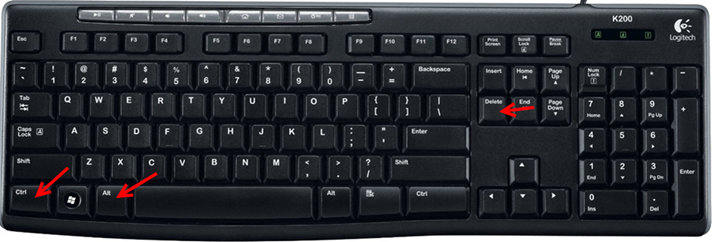 K200
Logitech
Esc F1 F2 F3 F4 F5 F6 F7 F8 F9 F10 F11 F12 Print Screen Scroll Lock Pause Break
~ ! @ # $ % ^ & * ( ) — + Backspace Insert Home Page Up Num Lock / * -
` 1 2 3 4 5 6 7 8 9 0 - =
Tab Q W E R T Y U I O P { } | Delete End Page Down 7 8 9 +
[ ] \ Home Pg Up
Caps Lock A A S D F G H J K L : " Enter 4 5 6
; '
Shift Z X C V B N M < > ? Shift 1 2 3 Enter
, . / End Pg Dn
Ctrl Alt Alt Ctrl 0 .
Ins Del